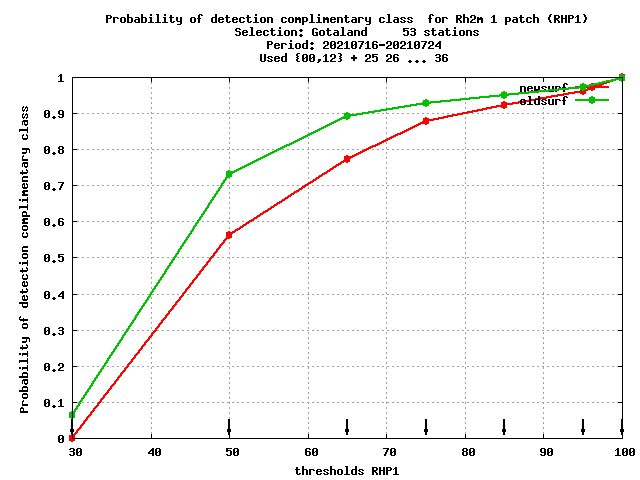 Probability of detection complimentary class  for Rh2m 1 patch (RHP1)
Selection: Gotaland     53 stations
Period: 20210716-20210724
Used {00,12} + 25 26 ... 36
Probability of detection complimentary class
1
0.9
0.8
0.7
0.6
0.5
0.4
0.3
0.2
0.1
0
newsurf
oldsurf
30 40 50 60 70 80 90 100
thresholds RHP1